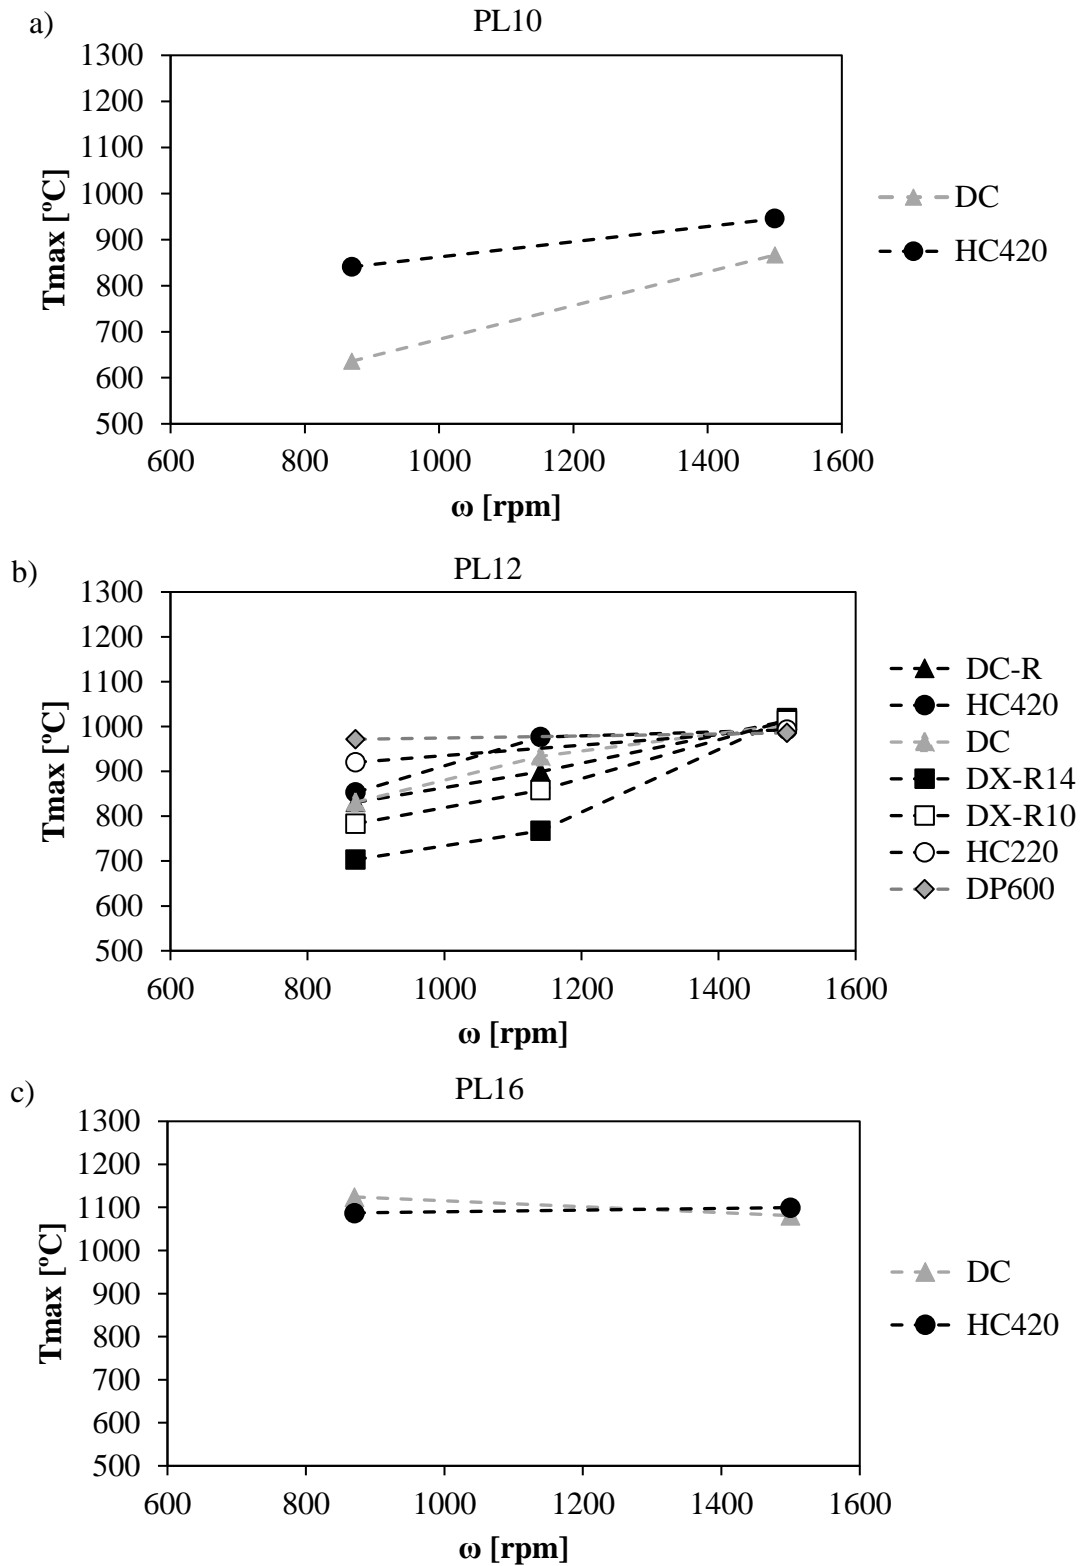 a)
PL10
1300
1200
1100
1000
900
800
700
600
500
Tmax [ºC]
600 800 1000 1200 1400 1600
ω [rpm]
DC
HC420
b)
PL12
1300
1200
1100
1000
900
800
700
600
500
Tmax [ºC]
600 800 1000 1200 1400 1600
ω [rpm]
DC-R
HC420
DC
DX-R14
DX-R10
HC220
DP600
c)
PL16
1300
1200
1100
1000
900
800
700
600
500
Tmax [ºC]
600 800 1000 1200 1400 1600
ω [rpm]
DC
HC420